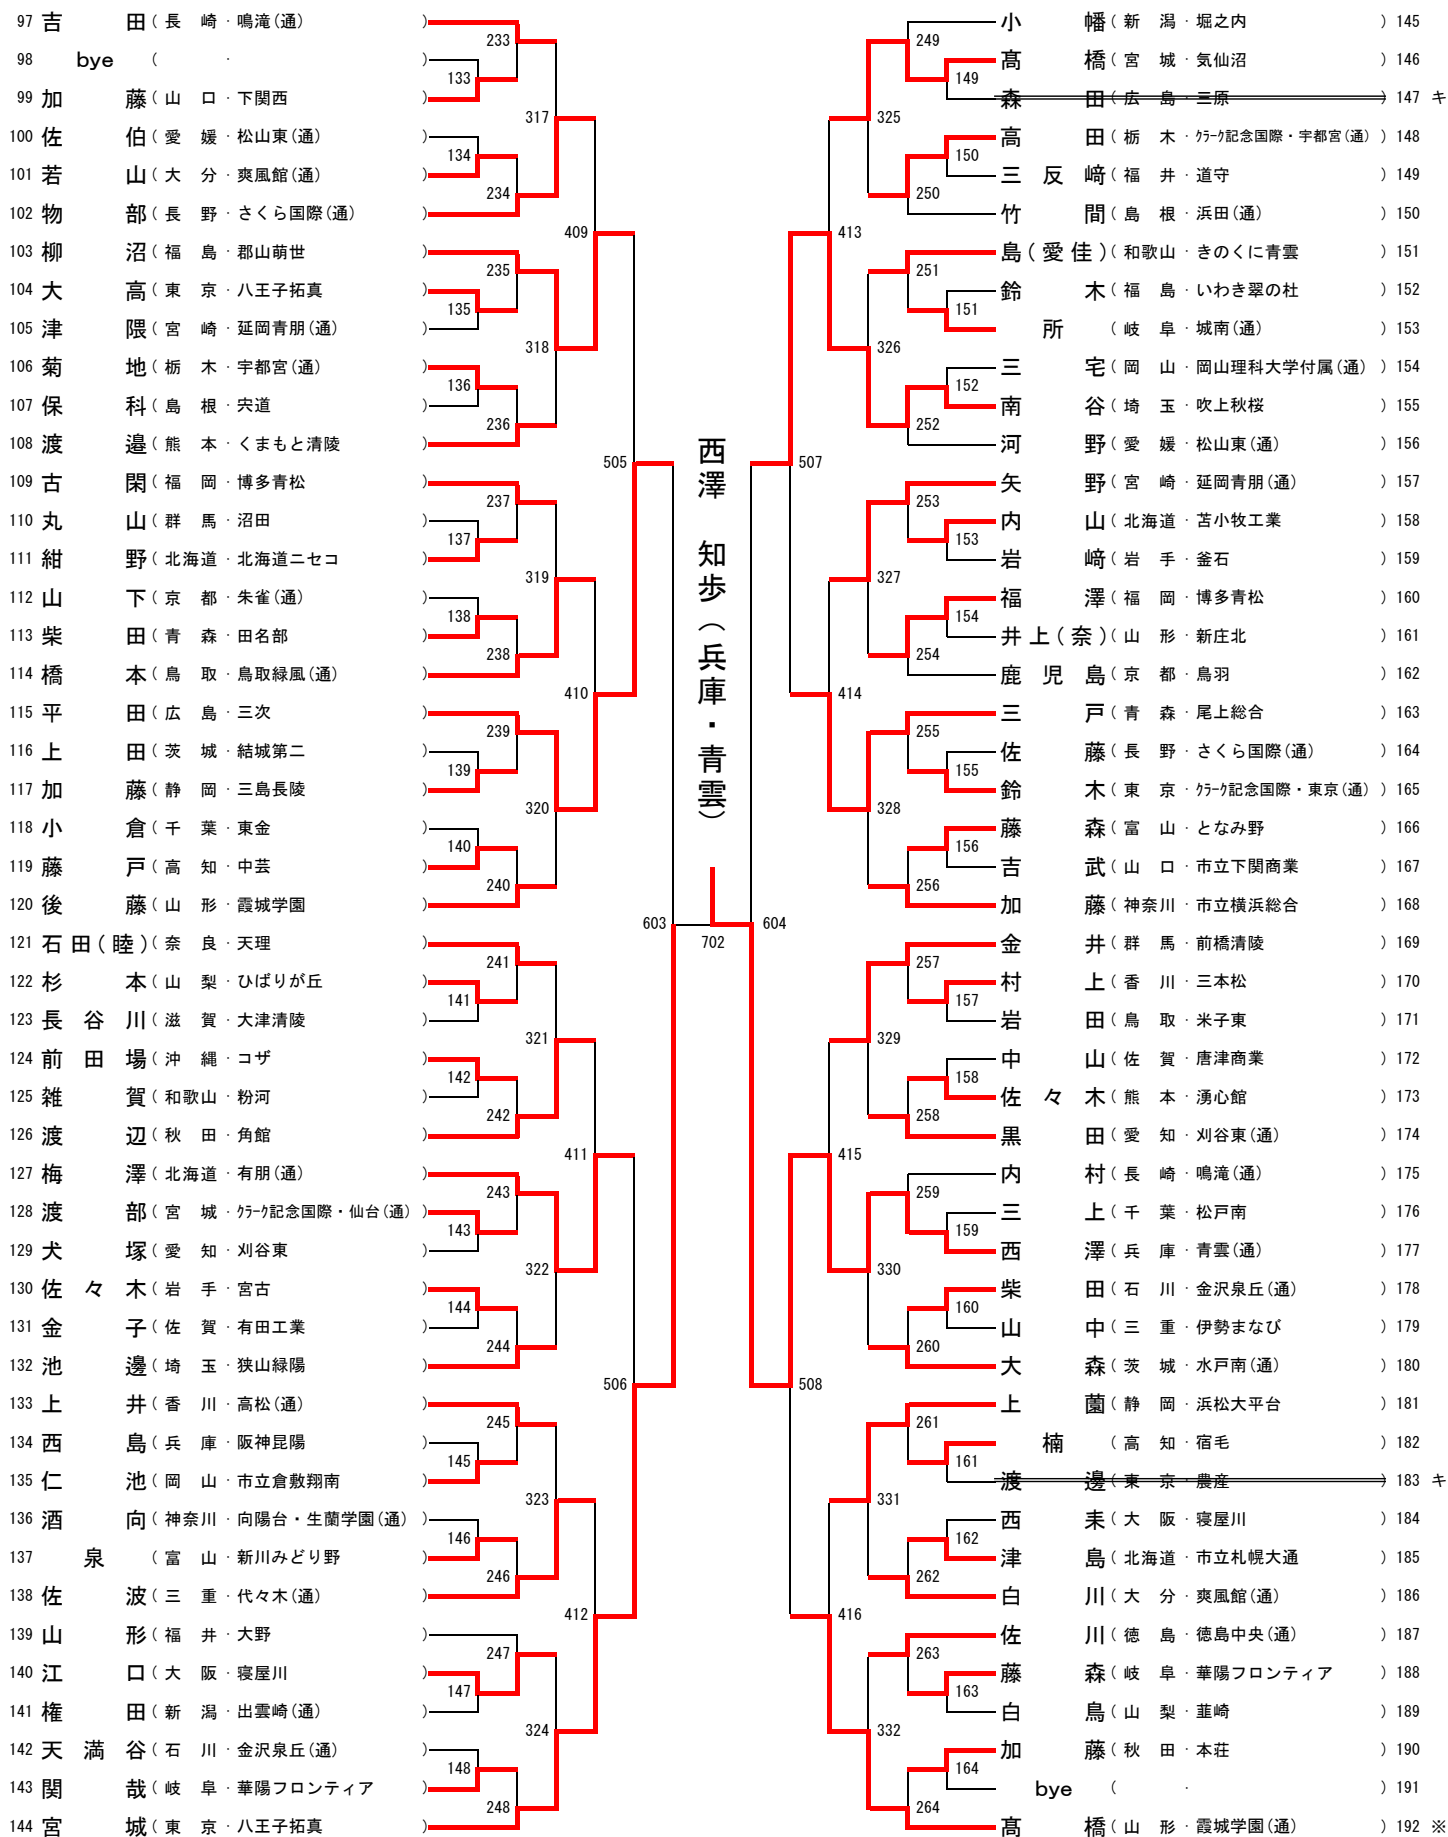 97 吉田 (長崎・鳴滝(通))
98 bye ( ・ )
99 加藤 (山口・下関西)
100 佐伯 (愛媛・松山東(通))
101 若山 (大分・爽風館(通))
102 物部 (長野・さくら国際(通))
103 柳沼 (福島・郡山萌世)
104 大高 (東京・八王子拓真)
105 津隈 (宮崎・延岡青朋(通))
106 菊地 (栃木・宇都宮(通))
107 保科 (島根・宍道)
108 渡邉 (熊本・くまもと清陵)
109 古閑 (福岡・博多青松)
110 丸山 (群馬・沼田)
111 紺野 (北海道・北海道ニセコ)
112 山下 (京都・朱雀(通))
113 柴田 (青森・田名部)
114 橋本 (鳥取・鳥取緑風(通))
115 平田 (広島・三次)
116 上田 (茨城・結城第二)
117 加藤 (静岡・三島長陵)
118 小倉 (千葉・東金)
119 藤戸 (高知・中芸)
120 後藤 (山形・霞城学園)
121 石田(睦) (奈良・天理)
122 杉本 (山梨・ひばりが丘)
123 長谷川 (滋賀・大津清陵)
124 前田場 (沖縄・コザ)
125 雑賀 (和歌山・粉河)
126 渡辺 (秋田・角館)
127 梅澤 (北海道・有朋(通))
128 渡部 (宮城・クラーク記念国際・仙台(通))
129 犬塚 (愛知・刈谷東)
130 佐々木 (岩手・宮古)
131 金子 (佐賀・有田工業)
132 池邊 (埼玉・狭山緑陽)
133 上井 (香川・高松(通))
134 西島 (兵庫・阪神昆陽)
135 仁池 (岡山・市立倉敷翔南)
136 酒向 (神奈川・向陽台・生蘭学園(通))
137 泉 (富山・新川みどり野)
138 佐波 (三重・代々木(通))
139 山形 (福井・大野)
140 江口 (大阪・寝屋川)
141 権田 (新潟・出雲崎(通))
142 天満谷 (石川・金沢泉丘(通))
143 関哉 (岐阜・華陽フロンティア)
144 宮城 (東京・八王子拓真)
133
134
135
136
137
138
139
140
141
142
143
144
145
146
147
148
233
234
235
236
237
238
239
240
241
242
243
244
245
246
247
248
317
318
319
320
321
322
323
324
409
410
411
412
505
506
603
702
西澤 知歩(兵庫・青雲)
604
507
508
413
414
415
416
325
326
327
328
329
330
331
332
249
250
251
252
253
254
255
256
257
258
259
260
261
262
263
264
149
150
151
152
153
154
155
156
157
158
159
160
161
162
163
164
小幡 (新潟・堀之内) 145
髙橋 (宮城・気仙沼) 146
森田 (広島・三原) 147 キ
高田 (栃木・クラーク記念国際・宇都宮(通)) 148
三反﨑 (福井・道守) 149
竹間 (島根・浜田(通)) 150
島(愛佳) (和歌山・きのくに青雲) 151
鈴木 (福島・いわき翠の杜) 152
所 (岐阜・城南(通)) 153
三宅 (岡山・岡山理科大学付属(通)) 154
南谷 (埼玉・吹上秋桜) 155
河野 (愛媛・松山東(通)) 156
矢野 (宮崎・延岡青朋(通)) 157
内山 (北海道・苫小牧工業) 158
岩﨑 (岩手・釜石) 159
福澤 (福岡・博多青松) 160
井上(奈) (山形・新庄北) 161
鹿児島 (京都・鳥羽) 162
三戸 (青森・尾上総合) 163
佐藤 (長野・さくら国際(通)) 164
鈴木 (東京・クラーク記念国際・東京(通)) 165
藤森 (富山・となみ野) 166
吉武 (山口・市立下関商業) 167
加藤 (神奈川・市立横浜総合) 168
金井 (群馬・前橋清陵) 169
村上 (香川・三本松) 170
岩田 (鳥取・米子東) 171
中山 (佐賀・唐津商業) 172
佐々木 (熊本・湧心館) 173
黒田 (愛知・刈谷東(通)) 174
内村 (長崎・鳴滝(通)) 175
三上 (千葉・松戸南) 176
西澤 (兵庫・青雲(通)) 177
柴田 (石川・金沢泉丘(通)) 178
山中 (三重・伊勢まなび) 179
大森 (茨城・水戸南(通)) 180
上薗 (静岡・浜松大平台) 181
楠 (高知・宿毛) 182
渡邊 (東京・農産) 183 キ
西耒 (大阪・寝屋川) 184
津島 (北海道・市立札幌大通) 185
白川 (大分・爽風館(通)) 186
佐川 (徳島・徳島中央(通)) 187
藤森 (岐阜・華陽フロンティア) 188
白鳥 (山梨・韮崎) 189
加藤 (秋田・本荘) 190
bye ( ・ ) 191
髙橋 (山形・霞城学園(通)) 192 ※